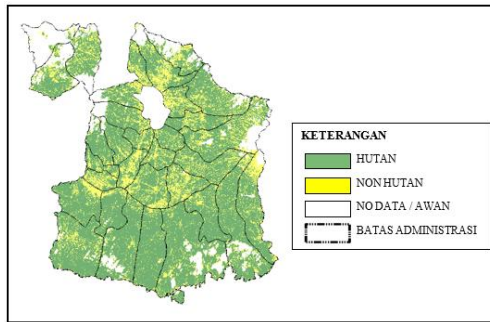 KETERANGAN
HUTAN
NON HUTAN
NO DATA / AWAN
BATAS ADMINISTRASI